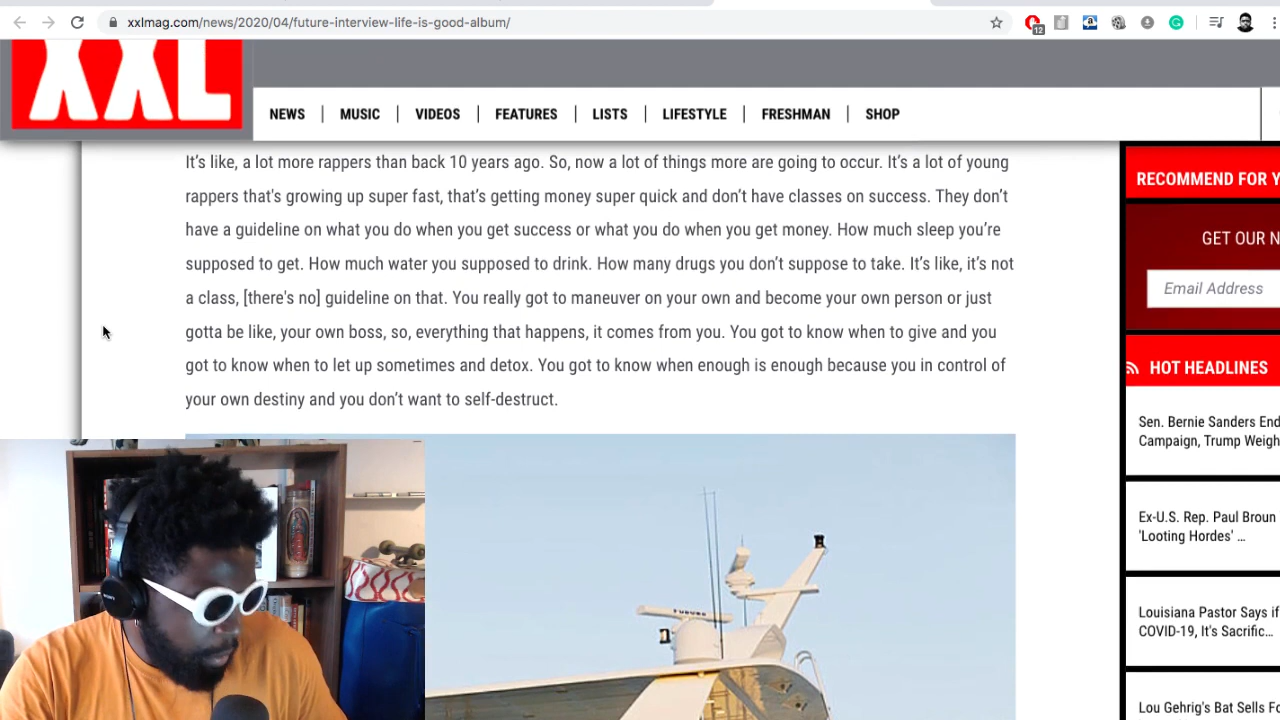 xxlmag.com/news/2020/04/future-interview-life-is-good-album/
12
XXL
NEWS
MUSIC
VIDEOS
FEATURES
LISTS
LIFESTYLE
FRESHMAN
SHOP
It's like, a lot more rappers than back 10 years ago. So, now a lot of things more are going to occur. It's a lot of young
rappers that's growing up super fast, that's getting money super quick and don't have classes on success. They don't
have a guideline on what you do when you get success or what you do when you get money. How much sleep you're
supposed to get. How much water you supposed to drink. How many drugs you don't suppose to take. It's like, it's not
a class, [there's no] guideline on that. You really got to maneuver on your own and become your own person or just
gotta be like, your own boss, so, everything that happens, it comes from you. You got to know when to give and you
got to know when to let up sometimes and detox. You got to know when enough is enough because you in control of
your own destiny and you don't want to self-destruct.
FURUNO
RECOMMEND FOR Y
GET OUR N
Email Address
HOT HEADLINES
Sen. Bernie Sanders End
Campaign, Trump Weigh
Ex-U.S. Rep. Paul Broun
'Looting Hordes' ...
Louisiana Pastor Says if
COVID-19, It's Sacrific...
Lou Gehrig's Bat Sells Fo